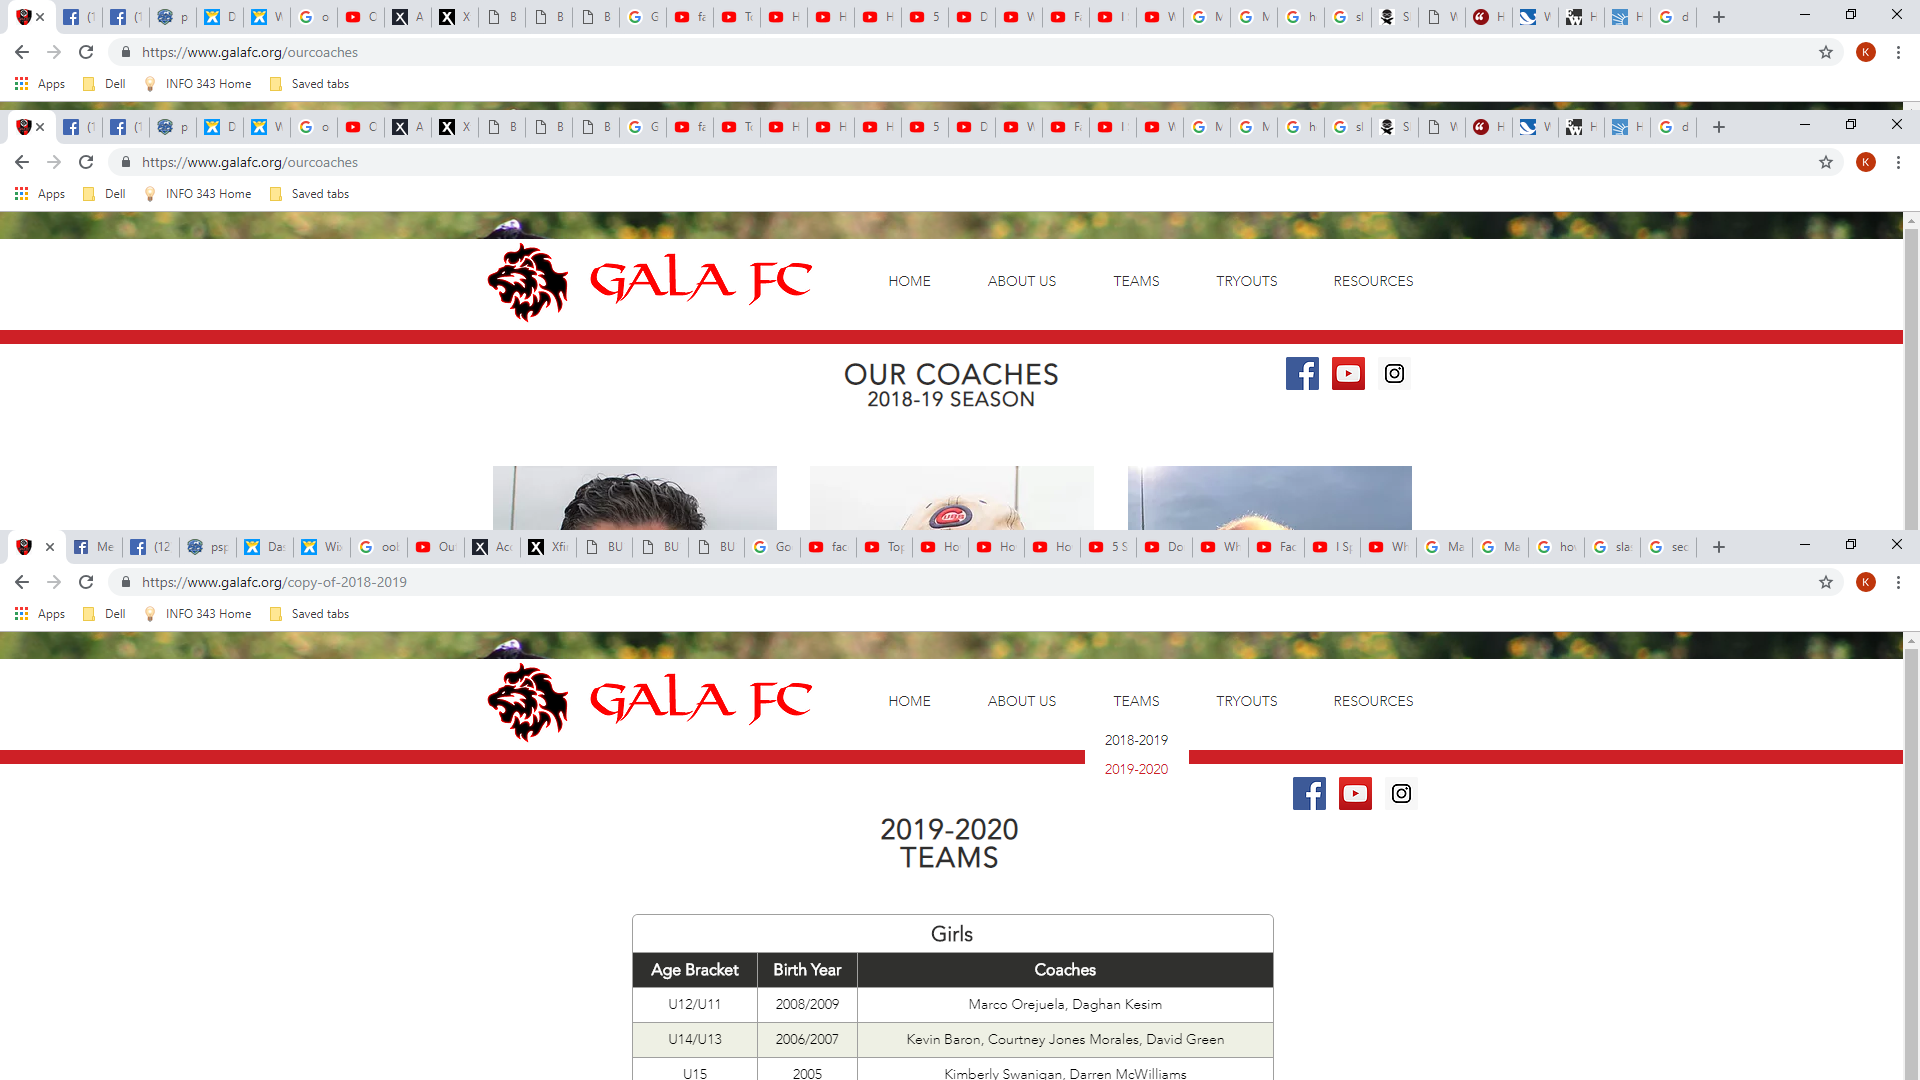 https://www.galafc.org/ourcoaches
K
Apps Dell INFO 343 Home Saved tabs
https://www.galafc.org/ourcoaches
K
Apps Dell INFO 343 Home Saved tabs
GALA FC HOME ABOUT US TEAMS TRYOUTS RESOURCES
OUR COACHES
2018-19 SEASON
Me (12 psp Da Wi oo Ou Acc Xfi BU BU BU Go fac Top Ho Ho Ho 5 S Do Wh Fac I Sp Wh Ma Ma ho slas sec
https://www.galafc.org/copy-of-2018-2019
K
Apps Dell INFO 343 Home Saved tabs
GALA FC HOME ABOUT US TEAMS TRYOUTS RESOURCES
2018-2019
2019-2020
2019-2020
TEAMS
Girls
Age Bracket Birth Year Coaches
U12/U11 2008/2009 Marco Orejuela, Daghan Kesim
U14/U13 2006/2007 Kevin Baron, Courtney Jones Morales, David Green
U15 2005 Kimberly Swanigan, Darren McWilliams